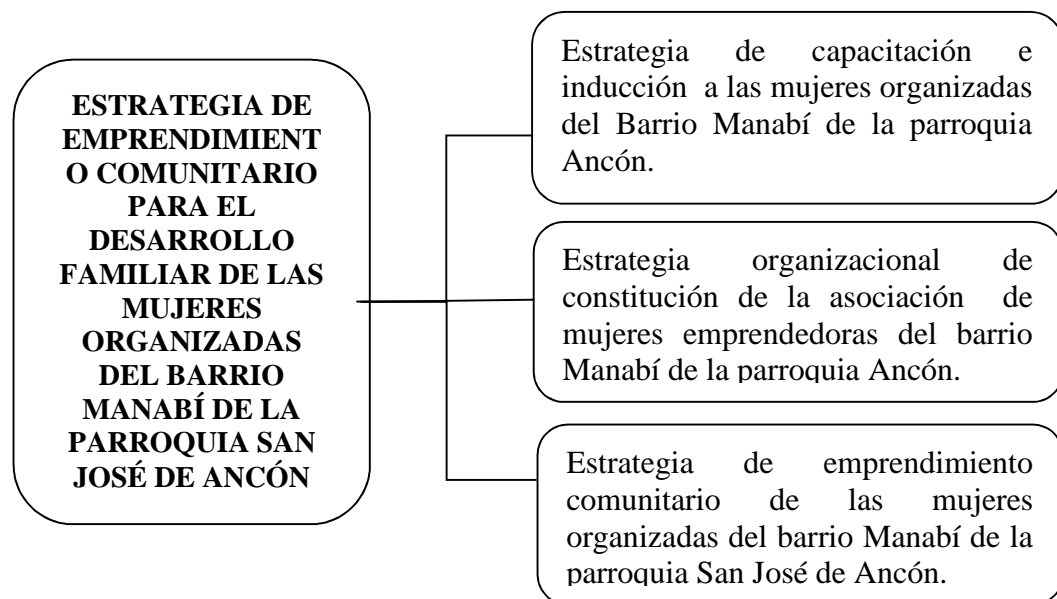 ESTRATEGIA DE
EMPRENDIMIENT
O COMUNITARIO
PARA EL
DESARROLLO
FAMILIAR DE LAS
MUJERES
ORGANIZADAS
DEL BARRIO
MANABÍ DE LA
PARROQUIA SAN
JOSÉ DE ANCÓN
Estrategia de capacitación e
inducción a las mujeres organizadas
del Barrio Manabí de la parroquia
Ancón.
Estrategia organizacional de
constitución de la asociación de
mujeres emprendedoras del barrio
Manabí de la parroquia Ancón.
Estrategia de emprendimiento
comunitario de las mujeres
organizadas del barrio Manabí de la
parroquia San José de Ancón.